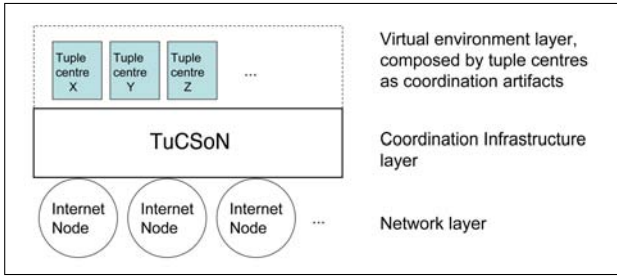 Tuple centre X
Tuple centre Y
Tuple centre Z
...
Virtual environment layer,
composed by tuple centres
as coordination artifacts
TuCSoN
Coordination Infrastructure
layer
Internet Node
Internet Node
Internet Node
...
Network layer